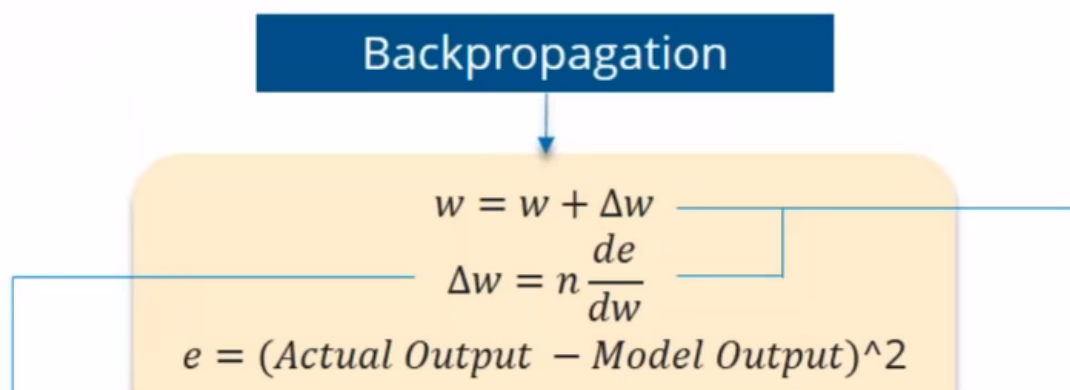 Backpropagation
w = w + Δw
Δw = n de/dw
e = (Actual Output − Model Output)^2